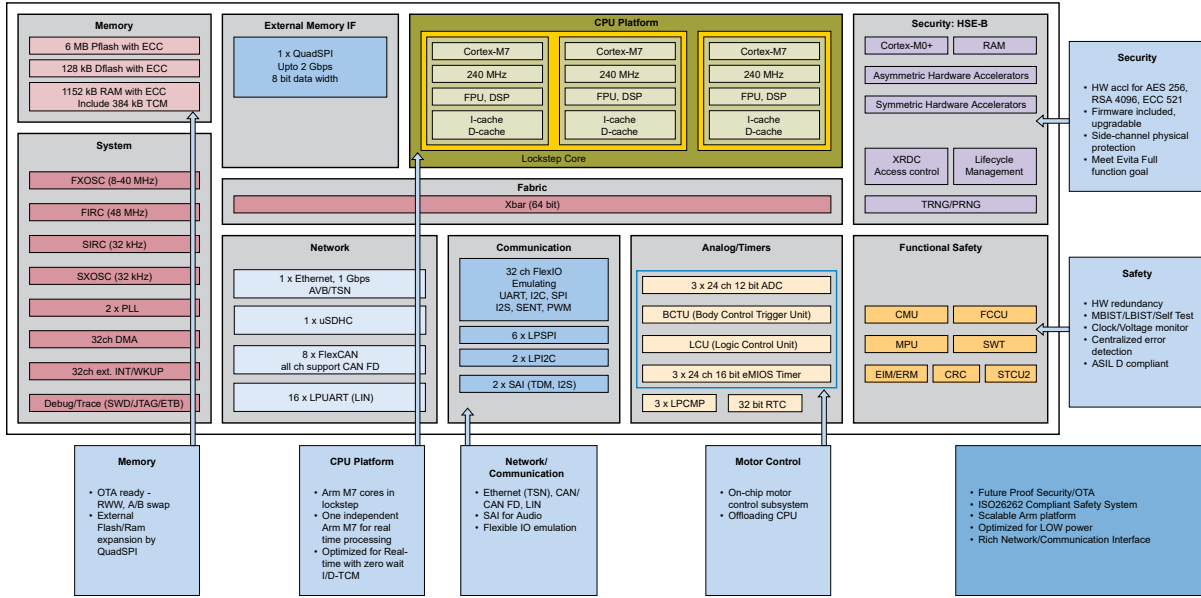 Memory
6 MB Pflash with ECC
128 kB Dflash with ECC
1152 kB RAM with ECC
Include 384 kB TCM
External Memory IF
1 x QuadSPI
Upto 2 Gbps
8 bit data width
CPU Platform
Cortex-M7
240 MHz
FPU, DSP
I-cache
D-cache
Cortex-M7
240 MHz
FPU, DSP
I-cache
D-cache
Cortex-M7
240 MHz
FPU, DSP
I-cache
D-cache
Lockstep Core
Security: HSE-B
Cortex-M0+
RAM
Asymmetric Hardware Accelerators
Symmetric Hardware Accelerators
XRDC
Access control
Lifecycle
Management
TRNG/PRNG
Security
• HW accl for AES 256,
RSA 4096, ECC 521
• Firmware included,
upgradable
• Side-channel physical
protection
• Meet Evita Full
function goal
System
FXOSC (8-40 MHz)
FIRC (48 MHz)
SIRC (32 kHz)
SXOSC (32 kHz)
2 x PLL
32ch DMA
32ch ext. INT/WKUP
Debug/Trace (SWD/JTAG/ETB)
Fabric
Xbar (64 bit)
Network
1 x Ethernet, 1 Gbps
AVB/TSN
1 x uSDHC
8 x FlexCAN
all ch support CAN FD
16 x LPUART (LIN)
Communication
32 ch FlexIO
Emulating
UART, I2C, SPI
I2S, SENT, PWM
6 x LPSPI
2 x LPI2C
2 x SAI (TDM, I2S)
Analog/Timers
3 x 24 ch 12 bit ADC
BCTU (Body Control Trigger Unit)
LCU (Logic Control Unit)
3 x 24 ch 16 bit eMIOS Timer
3 x LPCMP
32 bit RTC
Functional Safety
CMU
FCCU
MPU
SWT
EIM/ERM
CRC
STCU2
Safety
• HW redundancy
• MBIST/LBIST/Self Test
• Clock/Voltage monitor
• Centralized error
detection
• ASIL D compliant
Memory
• OTA ready -
RWW, A/B swap
• External
Flash/Ram
expansion by
QuadSPI
CPU Platform
• Arm M7 cores in
lockstep
• One independent
Arm M7 for real
time processing
• Optimized for Real-
time with zero wait
I/D-TCM
Network/
Communication
• Ethernet (TSN), CAN/
CAN FD, LIN
• SAI for Audio
• Flexible IO emulation
Motor Control
• On-chip motor
control subsystem
• Offloading CPU
• Future Proof Security/OTA
• ISO26262 Compliant Safety System
• Scalable Arm platform
• Optimized for LOW power
• Rich Network/Communication Interface